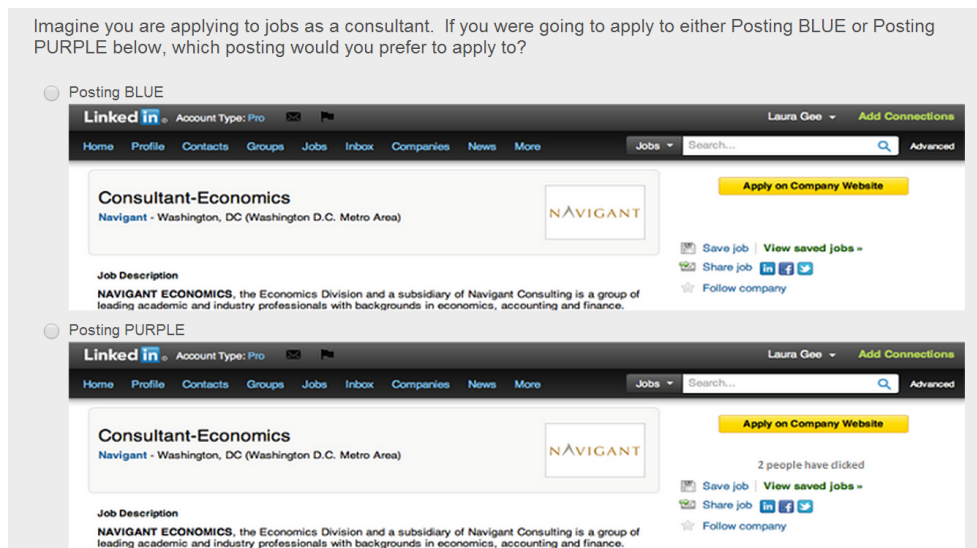 Imagine you are applying to jobs as a consultant.  If you were going to apply to either Posting BLUE or Posting
PURPLE below, which posting would you prefer to apply to?
Posting BLUE
Linked in® Account Type: Pro Laura Gee Add Connections
Home Profile Contacts Groups Jobs Inbox Companies News More Jobs Search... Advanced
Consultant-Economics
Navigant - Washington, DC (Washington D.C. Metro Area)
NAVIGANT
Apply on Company Website
Save job View saved jobs »
Share job in f
Follow company
Job Description
NAVIGANT ECONOMICS, the Economics Division and a subsidiary of Navigant Consulting is a group of
leading academic and industry professionals with backgrounds in economics, accounting and finance.
Posting PURPLE
Linked in® Account Type: Pro Laura Gee Add Connections
Home Profile Contacts Groups Jobs Inbox Companies News More Jobs Search... Advanced
Consultant-Economics
Navigant - Washington, DC (Washington D.C. Metro Area)
NAVIGANT
Apply on Company Website
2 people have clicked
Save job View saved jobs »
Share job in f
Follow company
Job Description
NAVIGANT ECONOMICS, the Economics Division and a subsidiary of Navigant Consulting is a group of
leading academic and industry professionals with backgrounds in economics, accounting and finance.